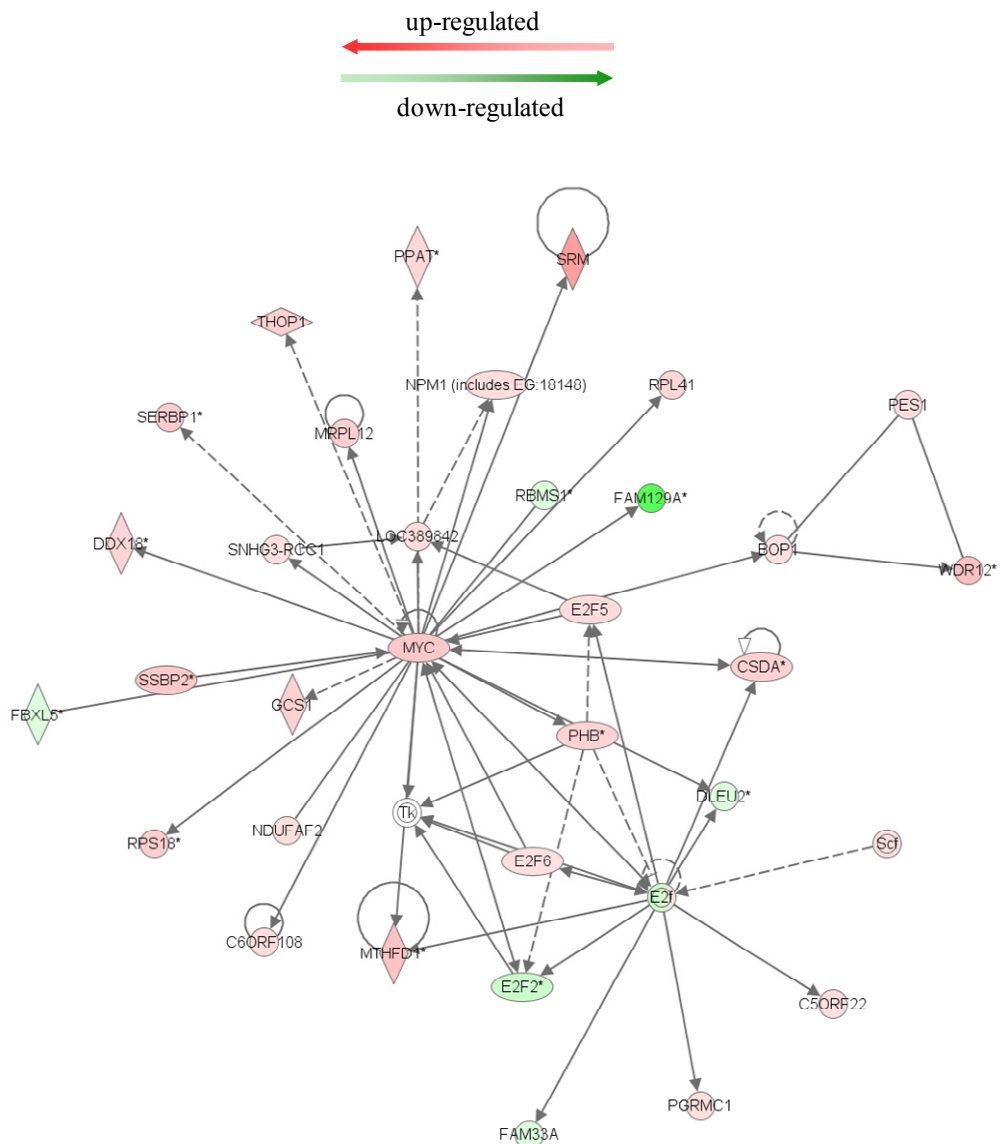 up-regulated
down-regulated
PPAT*
SRM
THOP1
NPM1 (includes EG:18148)
RPL41
PES1
SERBP1*
MRPL12
RBMS1*
FAM129A*
DDX18*
SNHG3-RCC1
LOC389842
BOP1
WDR12*
E2F5
MYC
CSDA*
SSBP2*
GCS1
FBXL5*
PHB*
DLEU2*
Tk
NDUFAF2
RPS18*
E2F6
Scf
E2f
C6ORF108
MTHFD1*
E2F2*
C5ORF22
PGRMC1
FAM33A